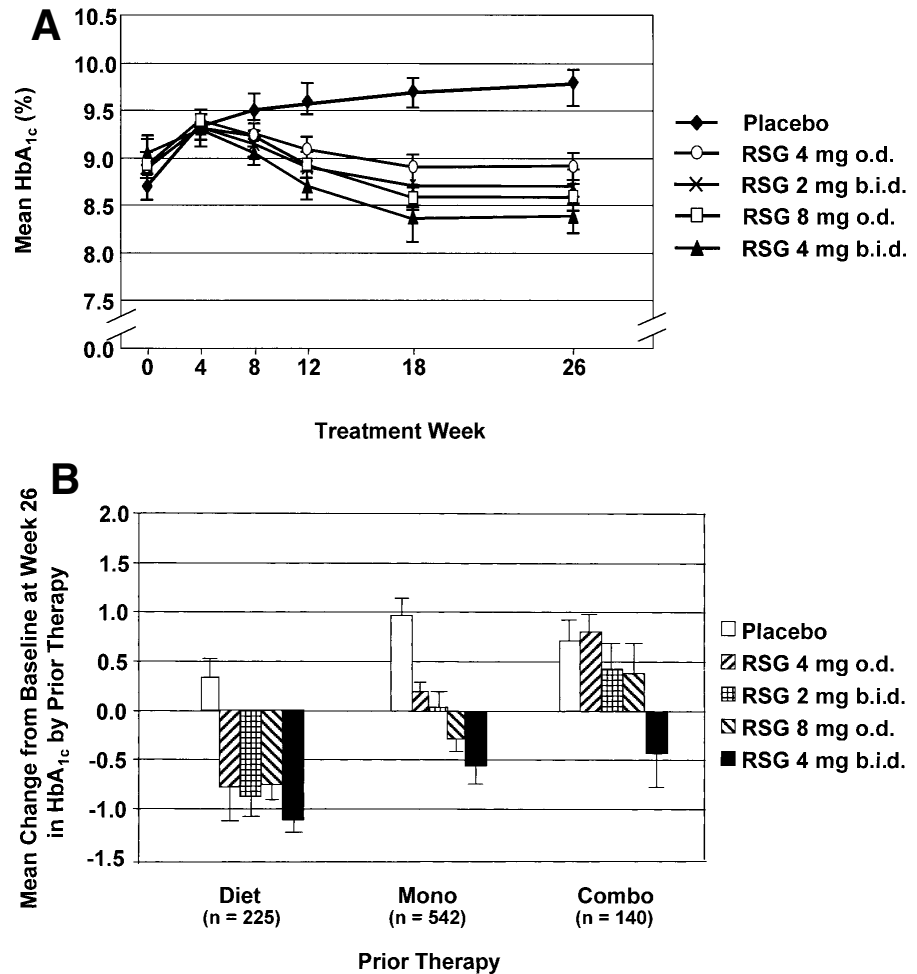 A
Mean HbA1c (%)
10.5
10.0
9.5
9.0
8.5
8.0
7.5
0.0
0 4 8 12 18 26
Treatment Week
Placebo
RSG 4 mg o.d.
RSG 2 mg b.i.d.
RSG 8 mg o.d.
RSG 4 mg b.i.d.
B
Mean Change from Baseline at Week 26
in HbA1c by Prior Therapy
2.0
1.5
1.0
0.5
0.0
-0.5
-1.0
-1.5
Diet Mono Combo
(n = 225) (n = 542) (n = 140)
Prior Therapy
Placebo
RSG 4 mg o.d.
RSG 2 mg b.i.d.
RSG 8 mg o.d.
RSG 4 mg b.i.d.